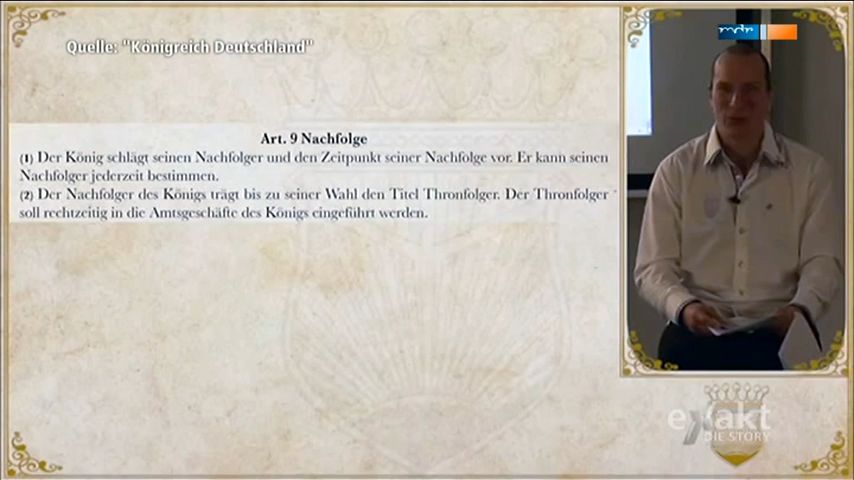 Quelle: "Königreich Deutschland"
mdr
Art. 9 Nachfolge
(1) Der König schlägt seinen Nachfolger und den Zeitpunkt seiner Nachfolge vor. Er kann seinen
Nachfolger jederzeit bestimmen.
(2) Der Nachfolger des Königs trägt bis zu seiner Wahl den Titel Thronfolger. Der Thronfolger
soll rechtzeitig in die Amtsgeschäfte des Königs eingeführt werden.
exakt
DIE STORY